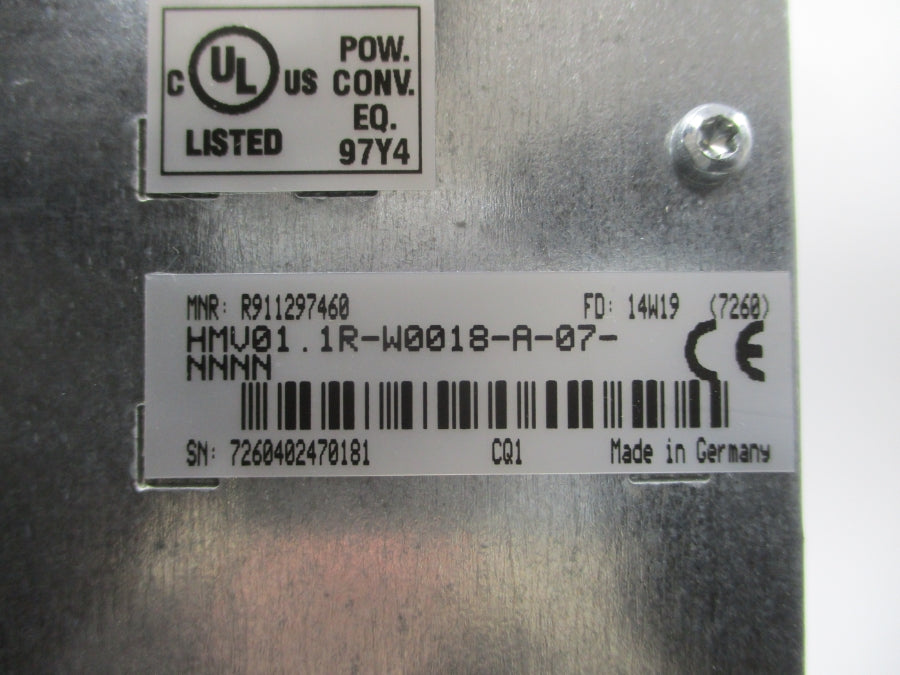 C UL US
LISTED
POW.
CONV.
EQ.
97Y4
MNR: R911297460 FD: 14W19 (7260)
HMV01.1R-W0018-A-07-
NNNN
CE
SN: 7260402470181 CQ1 Made in Germany